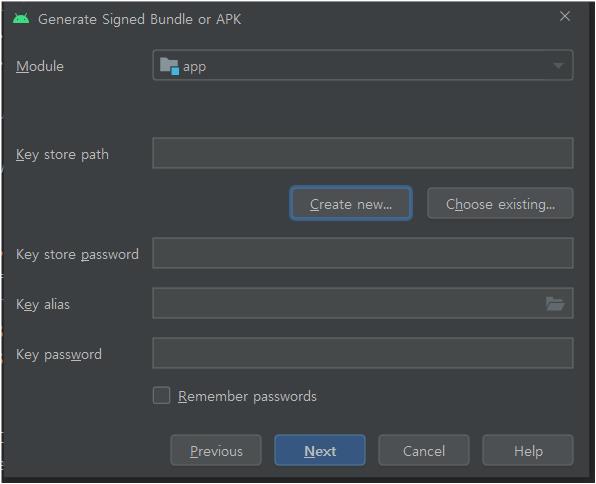 Generate Signed Bundle or APK
Module
app
Key store path
Create new...
Choose existing...
Key store password
Key alias
Key password
Remember passwords
Previous
Next
Cancel
Help